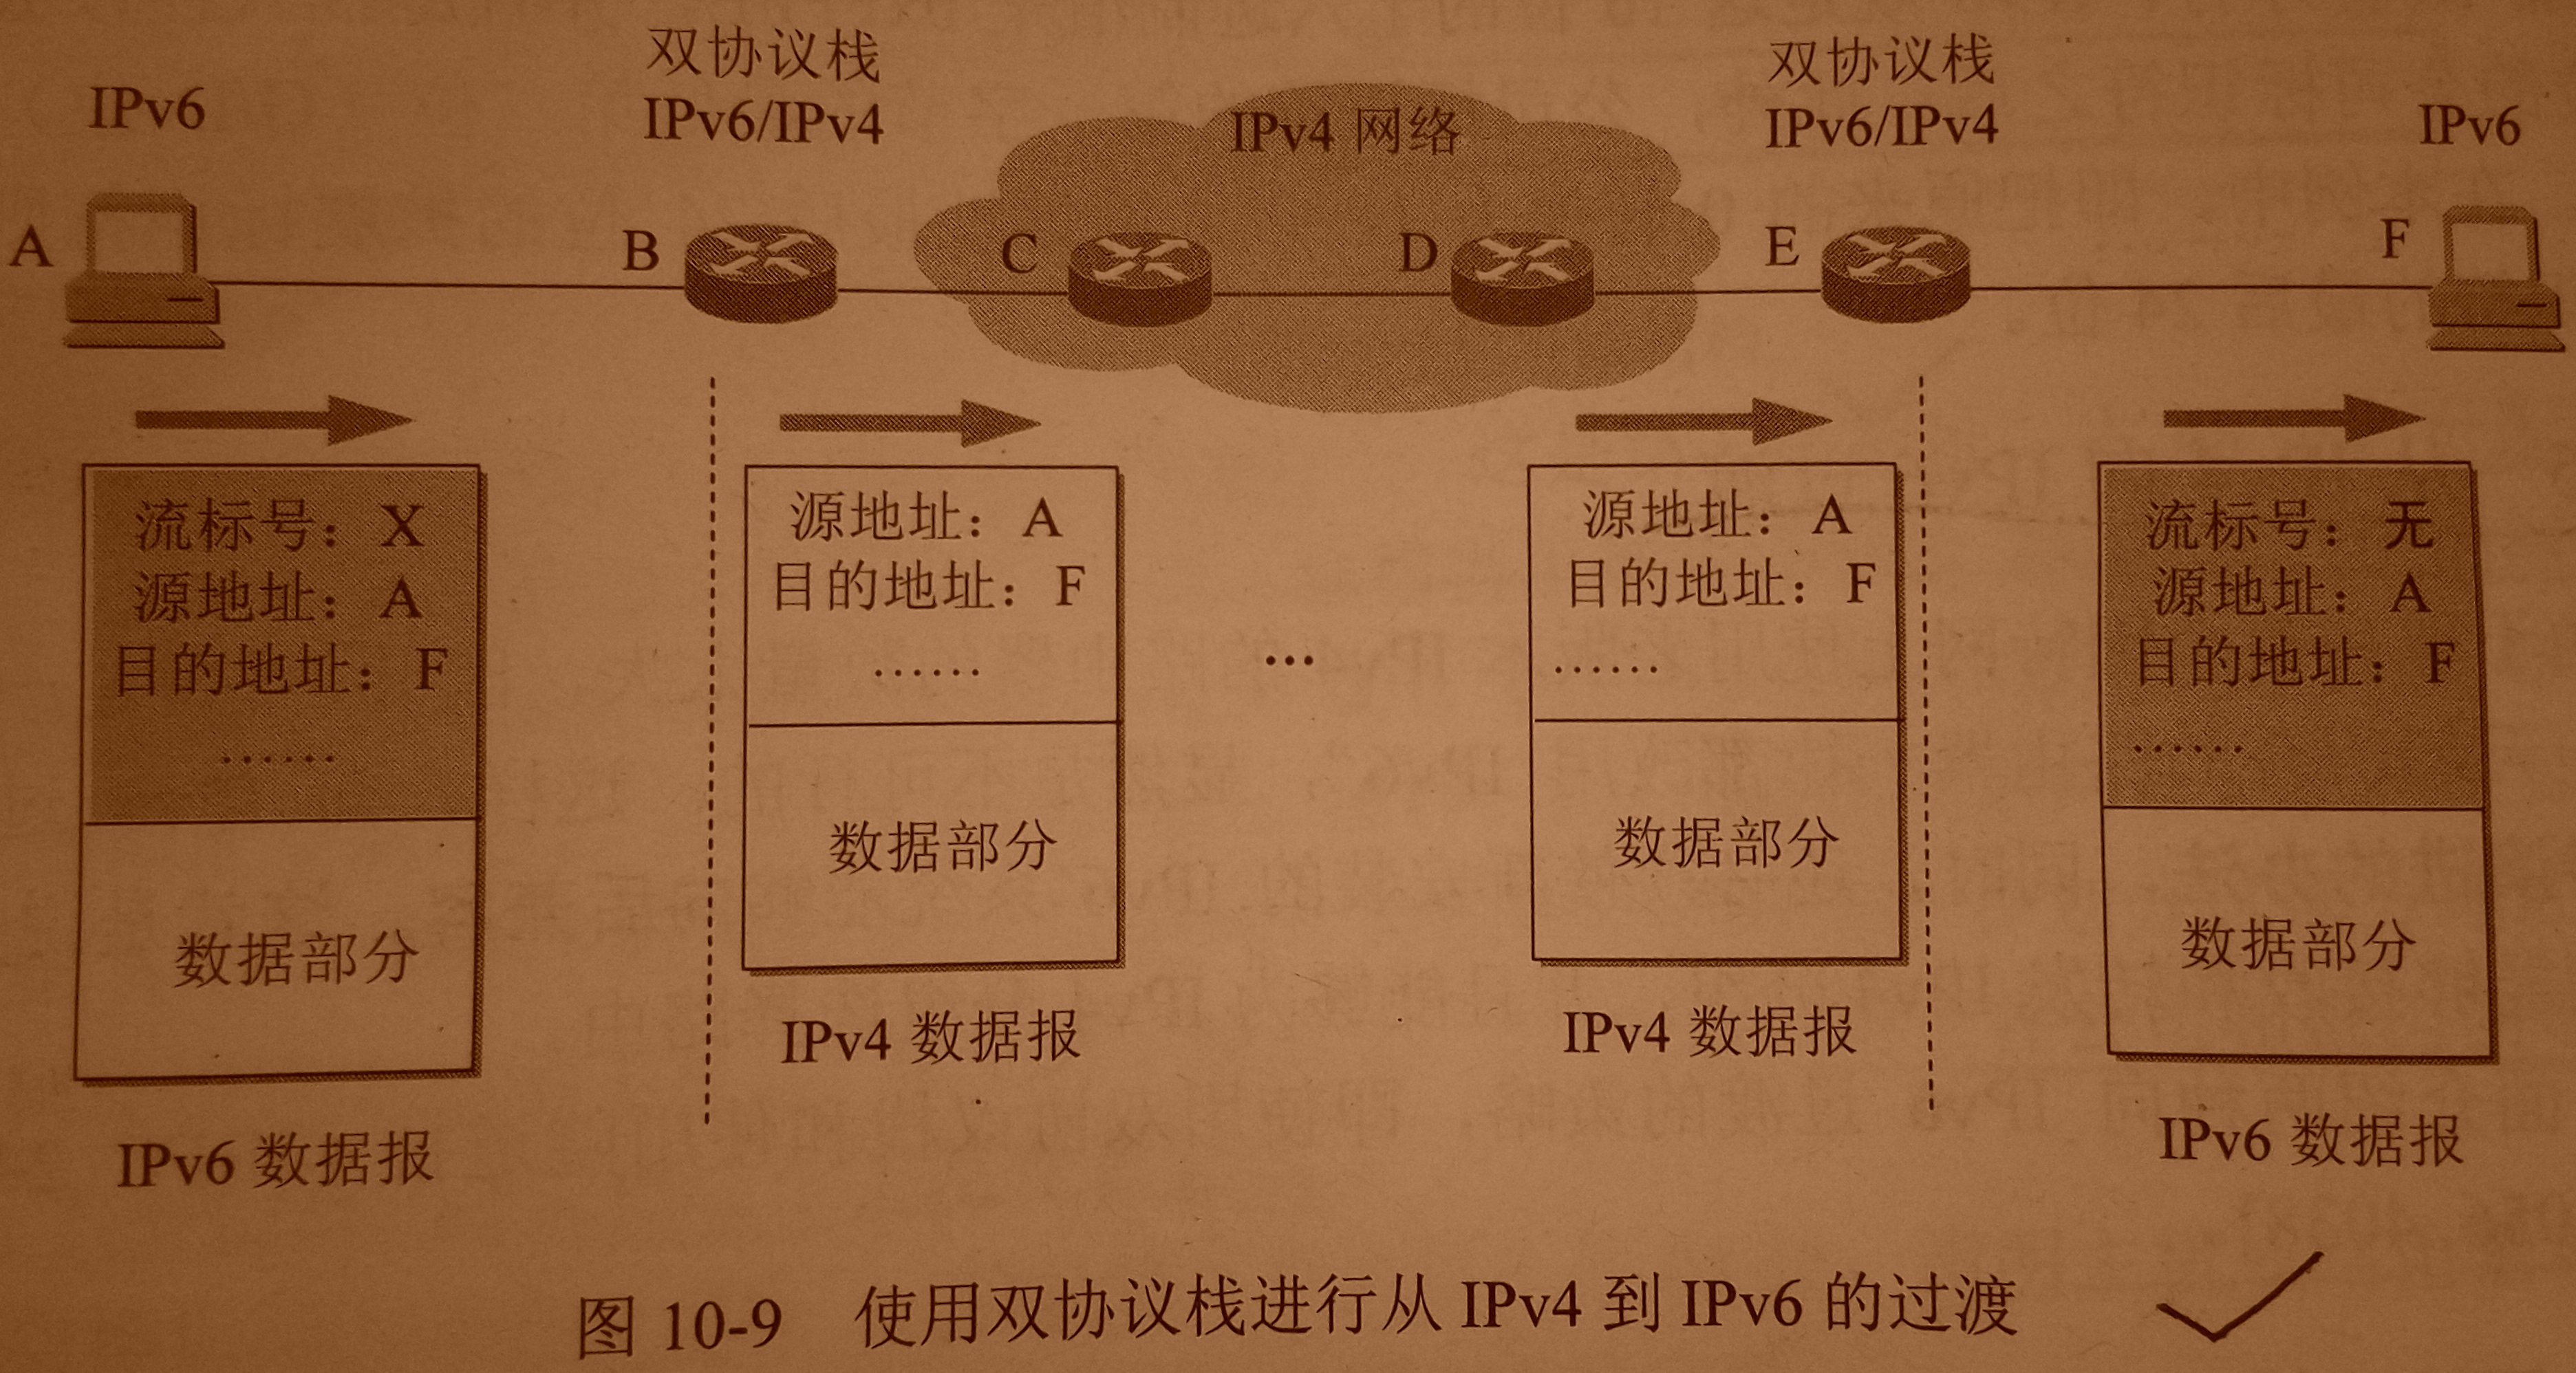 IPv6
双协议栈
IPv6/IPv4
IPv4 网络
双协议栈
IPv6/IPv4
IPv6
A
B
C
D
E
F
流标号：X
源地址：A
目的地址：F
……
数据部分
IPv6 数据报
源地址：A
目的地址：F
……
数据部分
IPv4 数据报
…
源地址：A
目的地址：F
……
数据部分
IPv4 数据报
流标号：无
源地址：A
目的地址：F
……
数据部分
IPv6 数据报
图 10-9 使用双协议栈进行从 IPv4 到 IPv6 的过渡